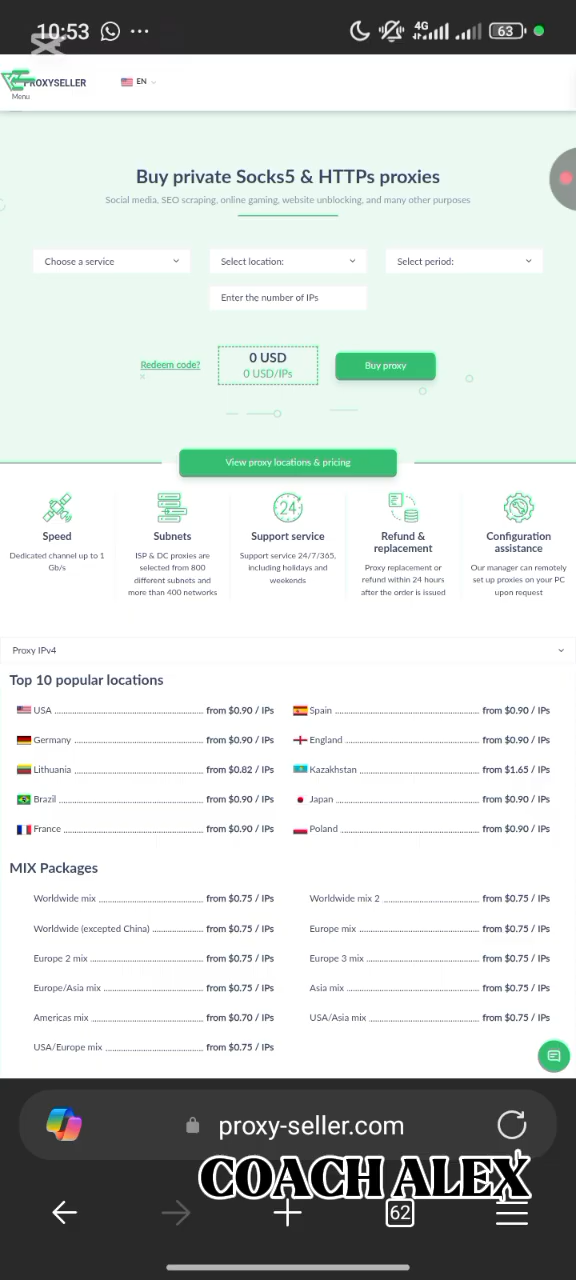 10:53
4G
63
PROXYSELLER
EN
Menu
Buy private Socks5 & HTTPs proxies
Social media, SEO scraping, online gaming, website unblocking, and many other purposes
Choose a service
Select location:
Select period:
Enter the number of IPs
Redeem code?
0 USD
0 USD/IPs
Buy proxy
View proxy locations & pricing
24
Speed
Dedicated channel up to 1
Gb/s
Subnets
ISP & DC proxies are
selected from 800
different subnets and
more than 400 networks
Support service
Support service 24/7/365,
including holidays and
weekends
Refund &
replacement
Proxy replacement or
refund within 24 hours
after the order is issued
Configuration
assistance
Our manager can remotely
set up proxies on your PC
upon request
Proxy IPv4
Top 10 popular locations
USA from $0.90 / IPs
Spain from $0.90 / IPs
Germany from $0.90 / IPs
England from $0.90 / IPs
Lithuania from $0.82 / IPs
Kazakhstan from $1.65 / IPs
Brazil from $0.90 / IPs
Japan from $0.90 / IPs
France from $0.90 / IPs
Poland from $0.90 / IPs
MIX Packages
Worldwide mix from $0.75 / IPs
Worldwide mix 2 from $0.75 / IPs
Worldwide (excepted China) from $0.75 / IPs
Europe mix from $0.75 / IPs
Europe 2 mix from $0.75 / IPs
Europe 3 mix from $0.75 / IPs
Europe/Asia mix from $0.75 / IPs
Asia mix from $0.75 / IPs
Americas mix from $0.70 / IPs
USA/Asia mix from $0.75 / IPs
USA/Europe mix from $0.75 / IPs
proxy-seller.com
COACH ALEX
62